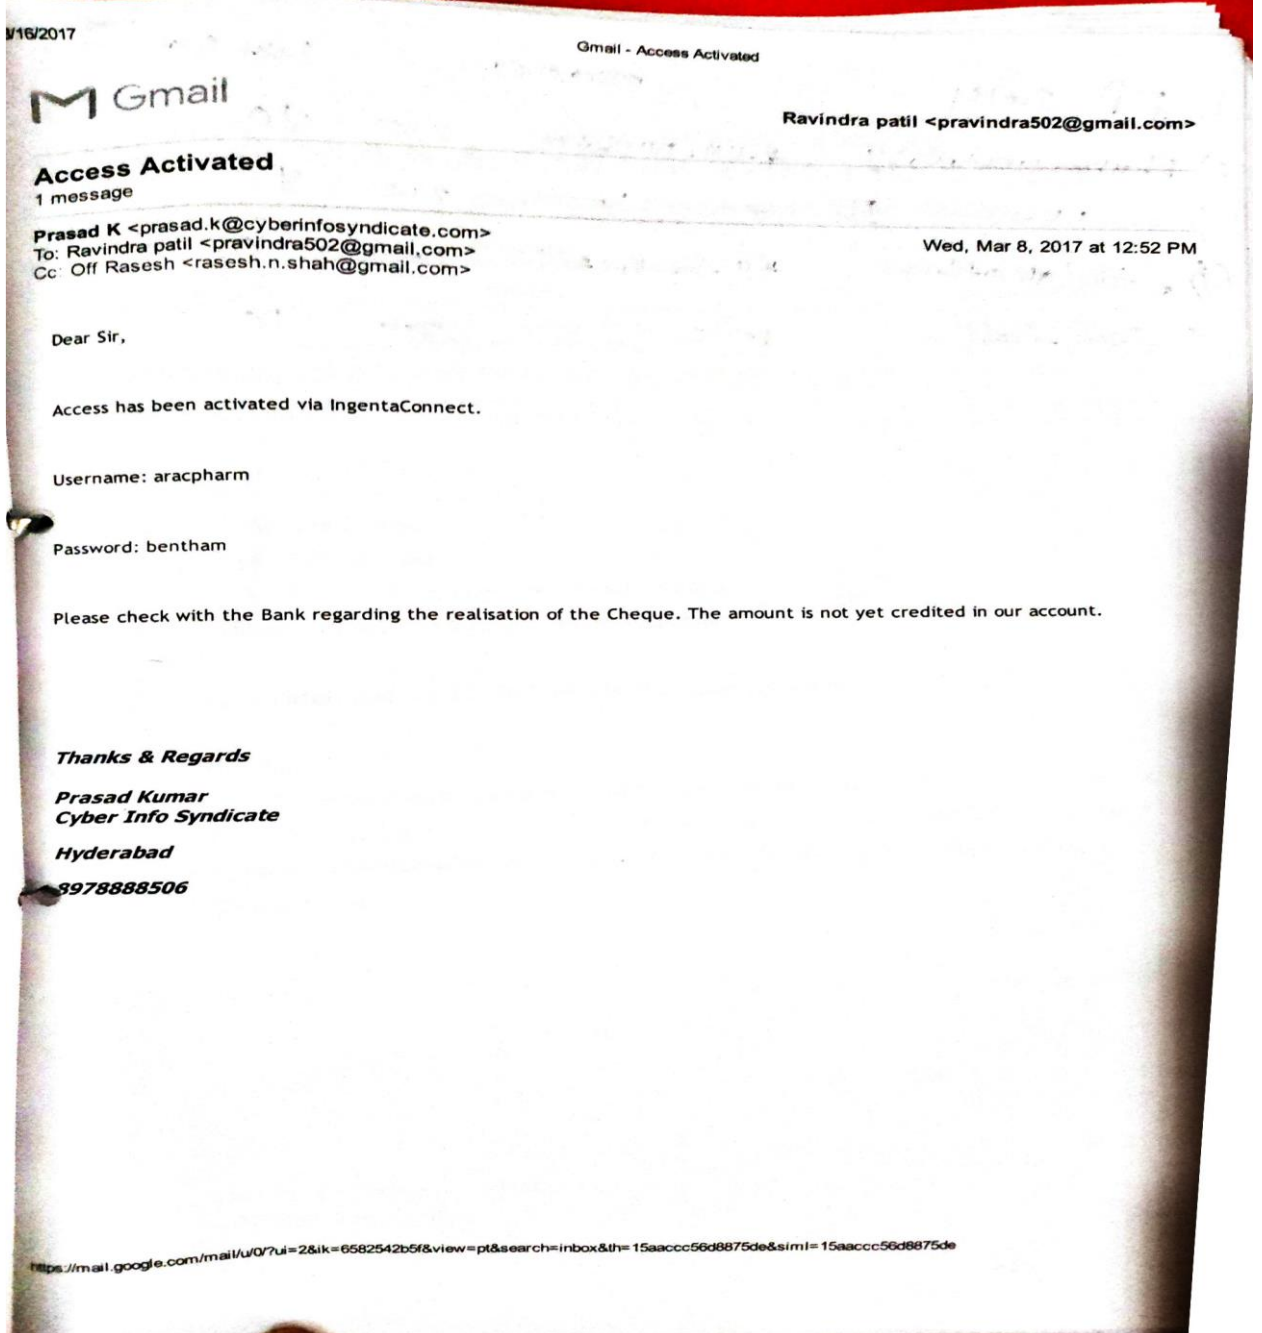 /16/2017
Gmail - Access Activated
Gmail
Ravindra patil <pravindra502@gmail.com>
Access Activated
1 message
Prasad K <prasad.k@cyberinfosyndicate.com>
To: Ravindra patil <pravindra502@gmail.com>
Cc: Off Rasesh <rasesh.n.shah@gmail.com>
Wed, Mar 8, 2017 at 12:52 PM
Dear Sir,
Access has been activated via IngentaConnect.
Username: aracpharm
Password: bentham
Please check with the Bank regarding the realisation of the Cheque. The amount is not yet credited in our account.
Thanks & Regards
Prasad Kumar
Cyber Info Syndicate
Hyderabad
8978888506
https://mail.google.com/mail/u/0/?ui=2&ik=6582542b5f&view=pt&search=inbox&th=15aaccc56d8875de&siml=15aaccc56d8875de